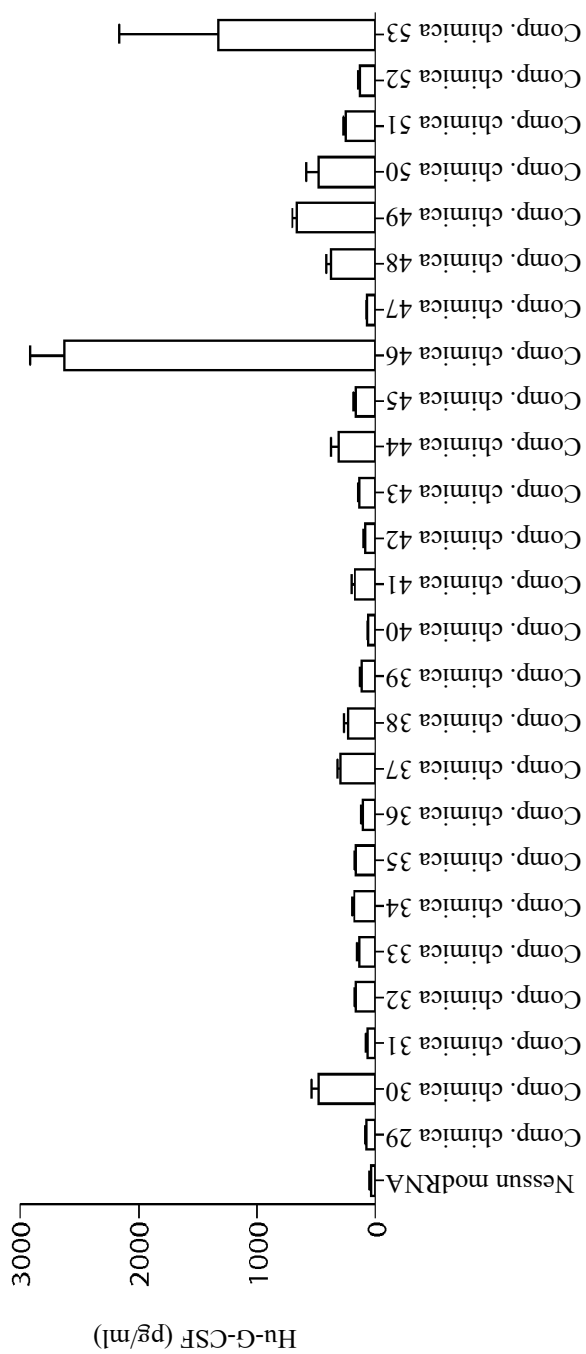 Hu-G-CSF (pg/ml)
3000
2000
1000
0
Nessun modRNA
Comp. chimica 29
Comp. chimica 30
Comp. chimica 31
Comp. chimica 32
Comp. chimica 33
Comp. chimica 34
Comp. chimica 35
Comp. chimica 36
Comp. chimica 37
Comp. chimica 38
Comp. chimica 39
Comp. chimica 40
Comp. chimica 41
Comp. chimica 42
Comp. chimica 43
Comp. chimica 44
Comp. chimica 45
Comp. chimica 46
Comp. chimica 47
Comp. chimica 48
Comp. chimica 49
Comp. chimica 50
Comp. chimica 51
Comp. chimica 52
Comp. chimica 53